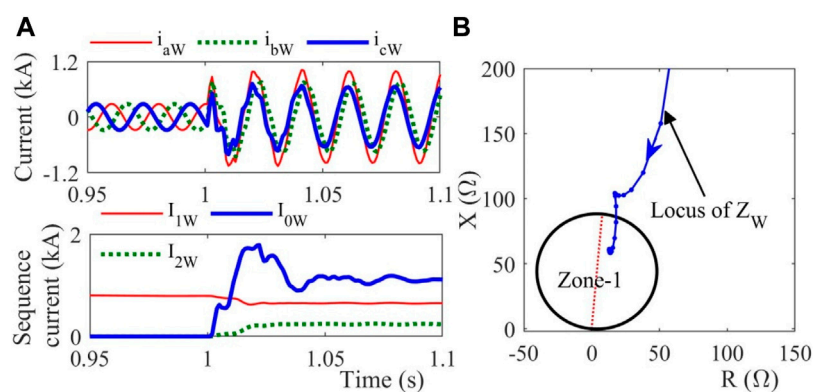 A
i_aW i_bW i_cW
Current (kA)
1.2
0
-1.2
0.95 1 1.05 1.1
I_1W I_0W
I_2W
Sequence current (kA)
2
0
0.95 1 1.05 1.1
Time (s)
B
X (Ω)
200
150
100
50
0
Locus of Z_W
Zone-1
-50 0 50 100 150
R (Ω)